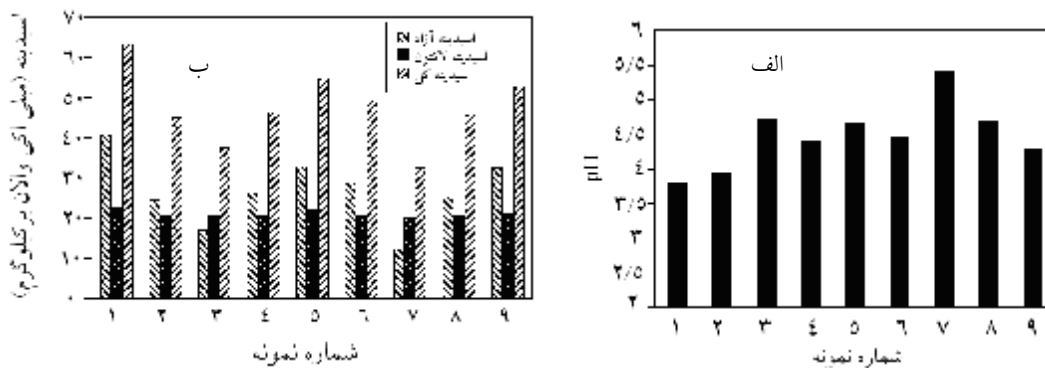 الف
pH
۶
۵/۵
۵
۴/۵
۴
۳/۵
۳
۲/۵
۲
۱ ۲ ۳ ۴ ۵ ۶ ۷ ۸ ۹
شماره نمونه
ب
اسیدیته (میلی اکی والان بر کیلوگرم)
۷۰
۶۰
۵۰
۴۰
۳۰
۲۰
۱۰
۰
اسیدیته آزاد
اسیدیته لاکتون
اسیدیته کل
۱ ۲ ۳ ۴ ۵ ۶ ۷ ۸ ۹
شماره نمونه